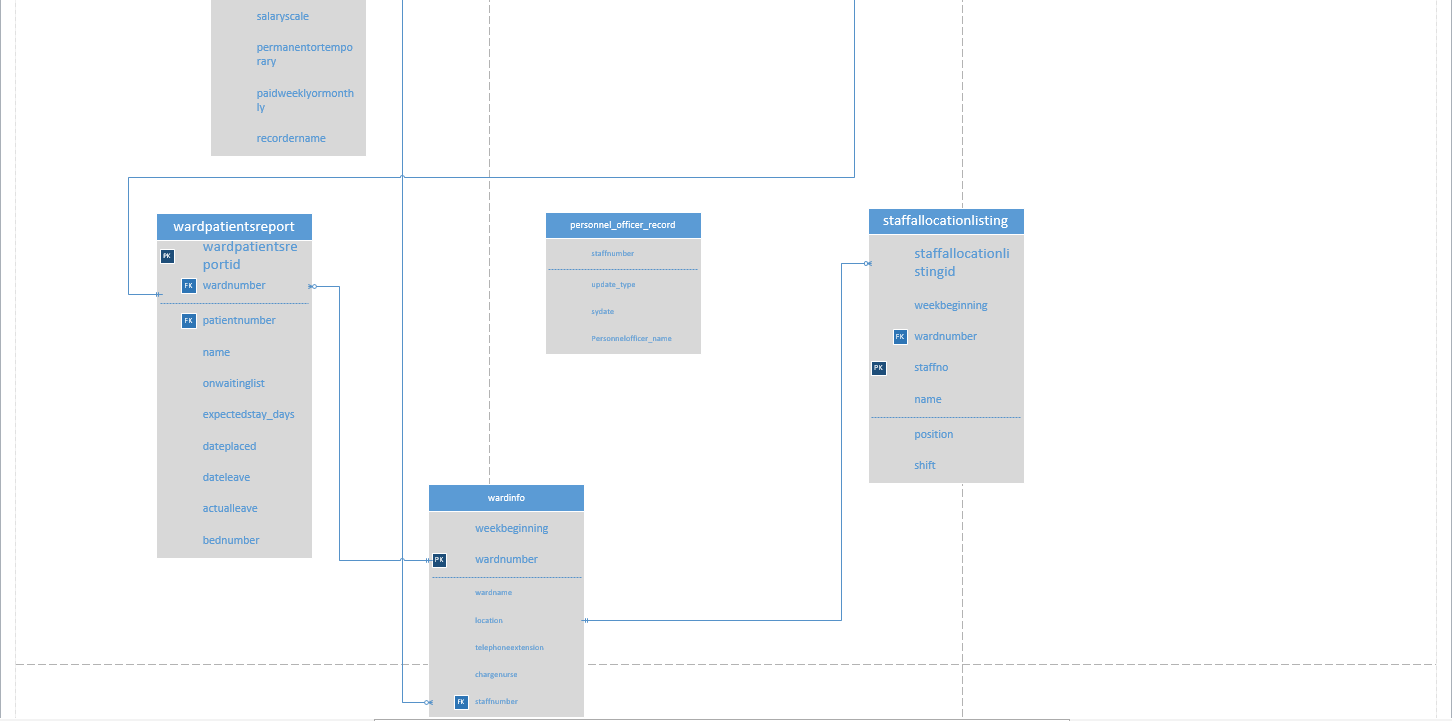 salaryscale
permanentortempo
rary
paidweeklyormonth
ly
recordername
wardpatientsreport
PK
wardpatientsre
portid
FK
wardnumber
FK
patientnumber
name
onwaitinglist
expectedstay_days
dateplaced
dateleave
actualleave
bednumber
personnel_officer_record
staffnumber
update_type
sydate
Personnelofficer_name
staffallocationlisting
staffallocationli
stingid
weekbeginning
FK
wardnumber
PK
staffno
name
position
shift
wardinfo
weekbeginning
PK
wardnumber
wardname
location
telephoneextension
chargenurse
FK
staffnumber